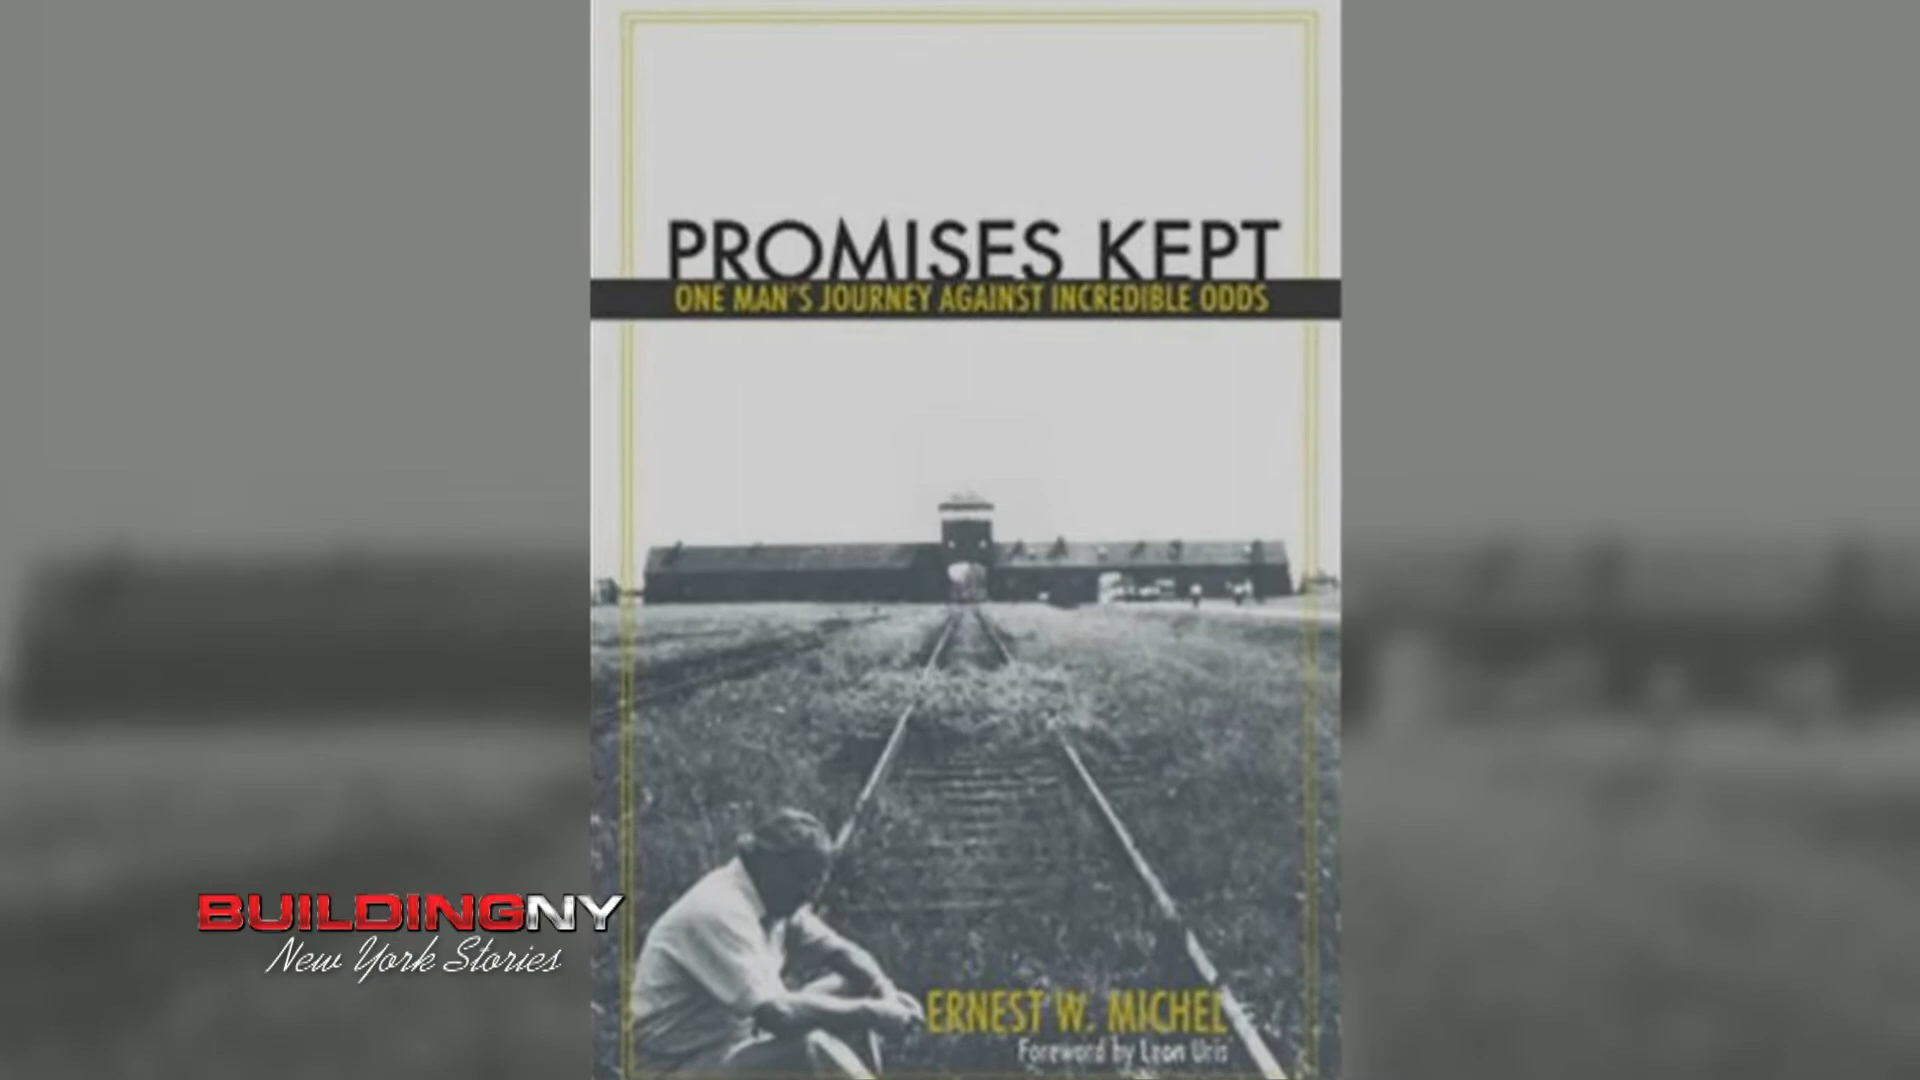 PROMISES KEPT
ONE MAN'S JOURNEY AGAINST INCREDIBLE ODDS
BUILDINGNY
New York Stories
ERNEST W. MICHEL
Foreword by Leon Uris